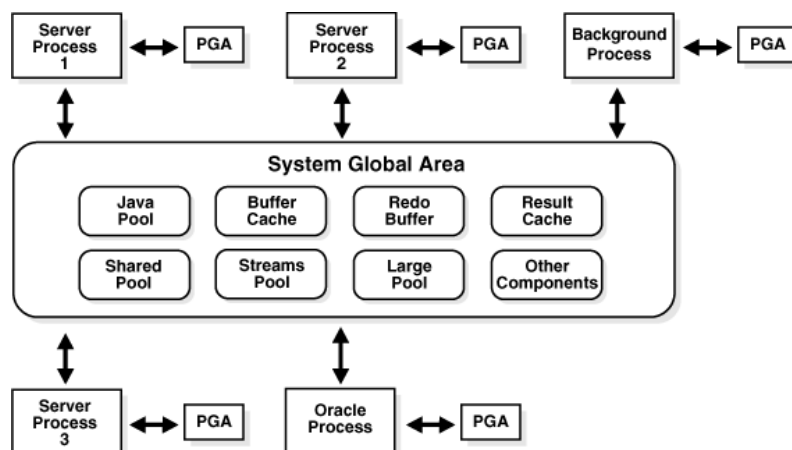 Server
Process
1
PGA
Server
Process
2
PGA
Background
Process
PGA
System Global Area
Java
Pool
Buffer
Cache
Redo
Buffer
Result
Cache
Shared
Pool
Streams
Pool
Large
Pool
Other
Components
Server
Process
3
PGA
Oracle
Process
PGA